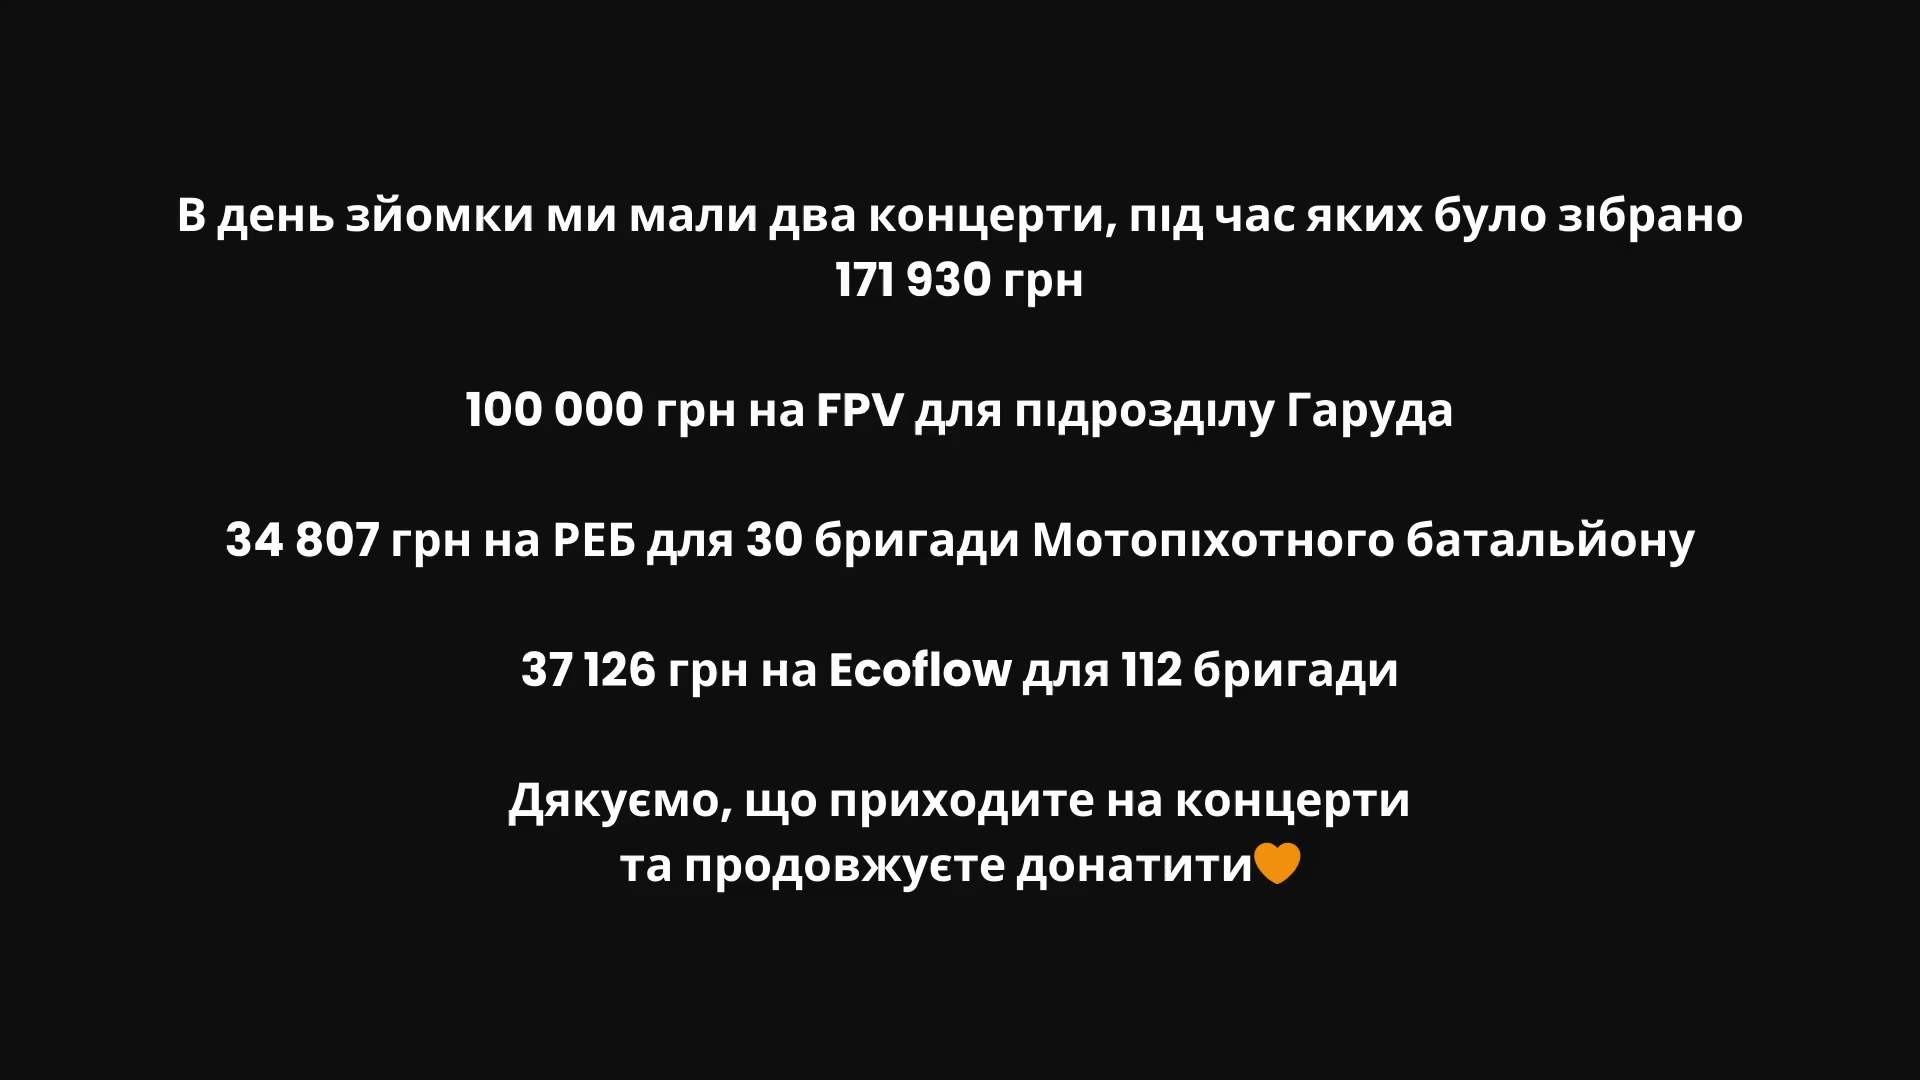 В день зйомки ми мали два концерти, під час яких було зібрано
171 930 грн
100 000 грн на FPV для підрозділу Гаруда
34 807 грн на РЕБ для 30 бригади Мотопіхотного батальйону
37 126 грн на Ecoflow для 112 бригади
Дякуємо, що приходите на концерти
та продовжуєте донатити🧡